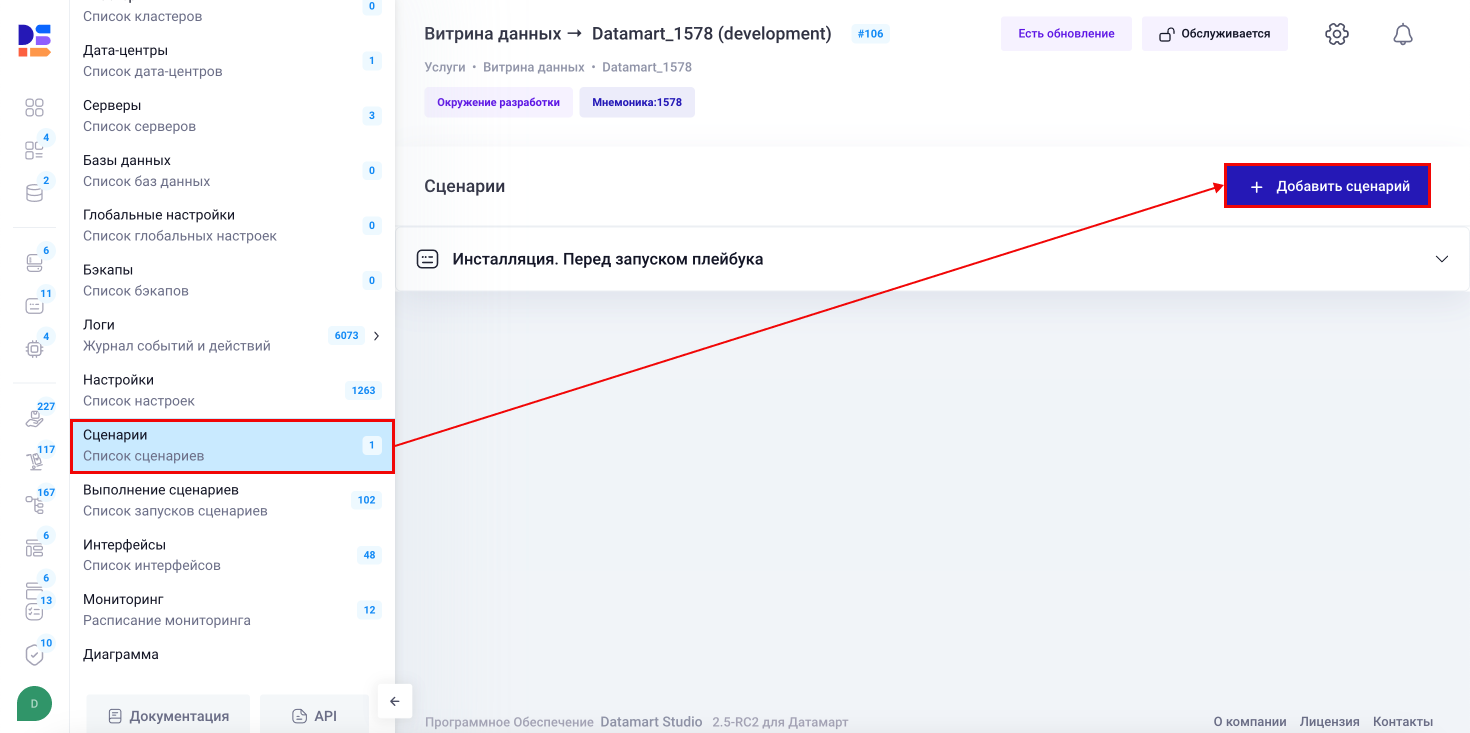 0
Список кластеров
Дата-центры
Список дата-центров
1
Серверы
Список серверов
3
Базы данных
Список баз данных
0
Глобальные настройки
Список глобальных настроек
0
Бэкапы
Список бэкапов
0
Логи
Журнал событий и действий
6073
Настройки
Список настроек
1263
Сценарии
Список сценариев
1
Выполнение сценариев
Список запусков сценариев
102
Интерфейсы
Список интерфейсов
48
Мониторинг
Расписание мониторинга
12
Диаграмма
Документация
API
4
2
6
11
4
227
117
167
6
6
13
10
D
Витрина данных → Datamart_1578 (development) #106
Есть обновление
Обслуживается
Услуги • Витрина данных • Datamart_1578
Окружение разработки
Мнемоника:1578
Сценарии
+ Добавить сценарий
Инсталляция. Перед запуском плейбука
Программное Обеспечение Datamart Studio 2.5-RC2 для Датамарт
О компании Лицензия Контакты